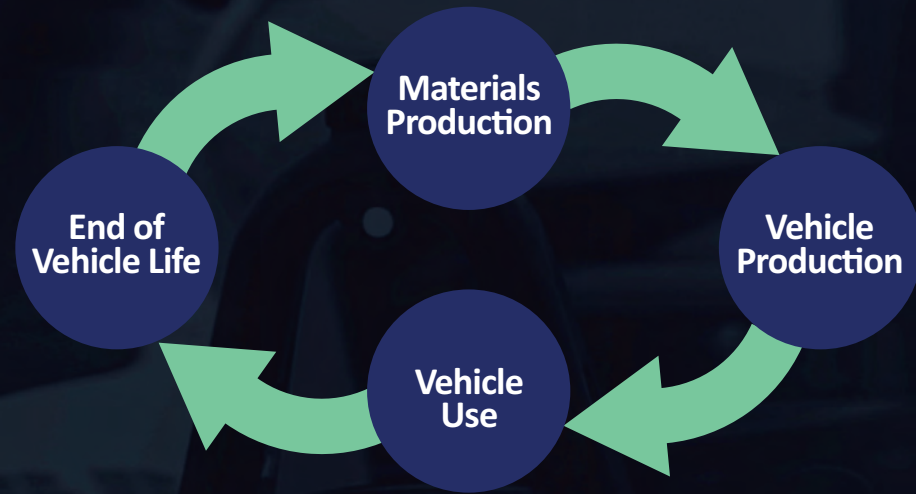 Materials
Production
End of
Vehicle Life
Vehicle
Production
Vehicle
Use